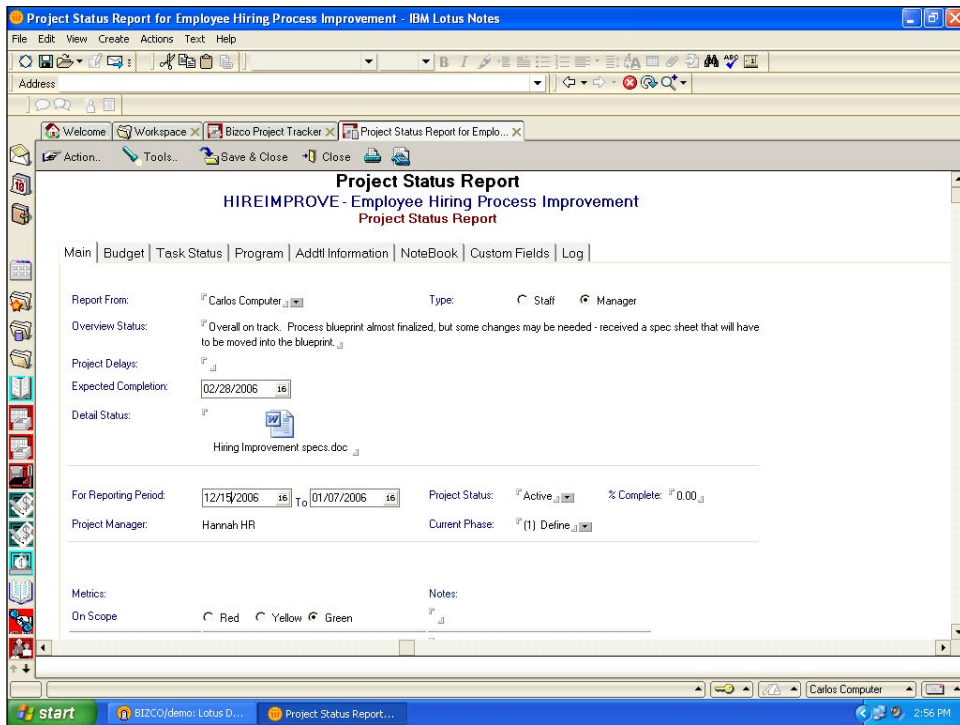 Project Status Report for Employee Hiring Process Improvement - IBM Lotus Notes
File Edit View Create Actions Text Help
B I
Address
Welcome Workspace Bizco Project Tracker Project Status Report for Emplo...
Action.. Tools.. Save & Close Close
Project Status Report
HIREIMPROVE - Employee Hiring Process Improvement
Project Status Report
Main Budget Task Status Program Addtl Information NoteBook Custom Fields Log
Report From: Carlos Computer Type: Staff Manager
Overview Status: Overall on track. Process blueprint almost finalized, but some changes may be needed - received a spec sheet that will have
to be moved into the blueprint.
Project Delays:
Expected Completion: 02/28/2006 16
Detail Status:
Hiring Improvement specs.doc
For Reporting Period: 12/15/2006 16 To 01/07/2006 16 Project Status: Active % Complete: 0.00
Project Manager: Hannah HR Current Phase: (1) Define
Metrics: Notes:
On Scope Red Yellow Green
Carlos Computer
start BIZCO/demo: Lotus D... Project Status Report... 2:56 PM